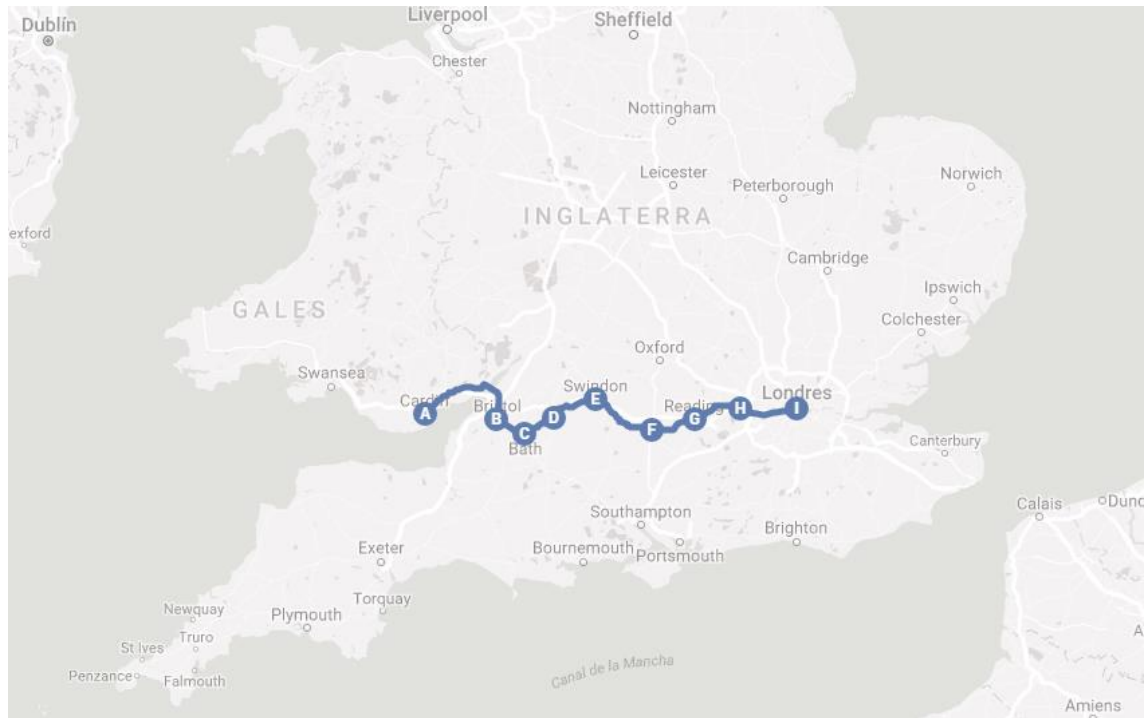 Liverpool
Sheffield
Dublín
Chester
Nottingham
Leicester
Norwich
Peterborough
exford
INGLATERRA
Cambridge
Ipswich
GALES
Colchester
Oxford
Swansea
Swindon
Londres
Cardiff
Bristol
Reading
A
B
C
D
E
F
G
H
I
Bath
Canterbury
Southampton
Calais
Dunc
Brighton
Exeter
Bournemouth
Portsmouth
Torquay
Newquay
Plymouth
Truro
A
St Ives
Penzance
Falmouth
Canal de la Mancha
Amiens